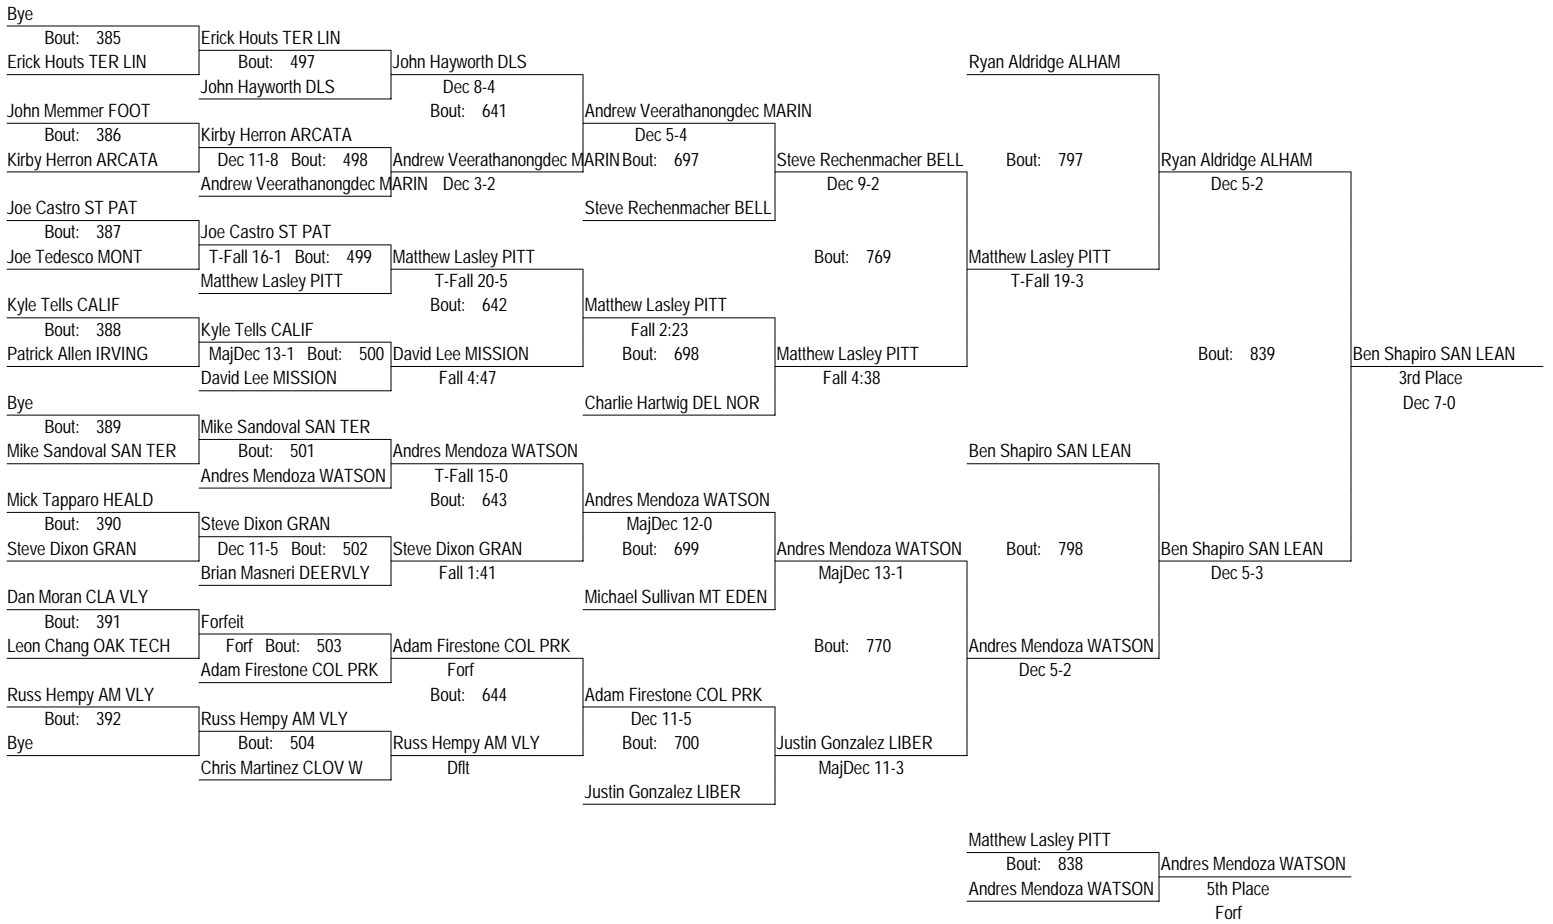 Bye
Bout: 385
Erick Houts TER LIN
John Memmer FOOT
Bout: 386
Kirby Herron ARCATA
Joe Castro ST PAT
Bout: 387
Joe Tedesco MONT
Kyle Tells CALIF
Bout: 388
Patrick Allen IRVING
Bye
Bout: 389
Mike Sandoval SAN TER
Mick Tapparo HEALD
Bout: 390
Steve Dixon GRAN
Dan Moran CLA VLY
Bout: 391
Leon Chang OAK TECH
Russ Hempy AM VLY
Bout: 392
Bye
Erick Houts TER LIN
Bout: 497
John Hayworth DLS
Kirby Herron ARCATA
Dec 11-8 Bout: 498
Andrew Veerathanongdec MARIN
Joe Castro ST PAT
T-Fall 16-1 Bout: 499
Matthew Lasley PITT
Kyle Tells CALIF
MajDec 13-1 Bout: 500
David Lee MISSION
Mike Sandoval SAN TER
Bout: 501
Andres Mendoza WATSON
Steve Dixon GRAN
Dec 11-5 Bout: 502
Brian Masneri DEERVLY
Forfeit
Forf Bout: 503
Adam Firestone COL PRK
Russ Hempy AM VLY
Bout: 504
Chris Martinez CLOV W
John Hayworth DLS
Dec 8-4
Bout: 641
Andrew Veerathanongdec MARIN
Dec 3-2
Matthew Lasley PITT
T-Fall 20-5
Bout: 642
David Lee MISSION
Fall 4:47
Andres Mendoza WATSON
T-Fall 15-0
Bout: 643
Steve Dixon GRAN
Fall 1:41
Adam Firestone COL PRK
Forf
Bout: 644
Russ Hempy AM VLY
Dflt
Andrew Veerathanongdec MARIN
Dec 5-4
Bout: 697
Steve Rechenmacher BELL
Matthew Lasley PITT
Fall 2:23
Bout: 698
Charlie Hartwig DEL NOR
Andres Mendoza WATSON
MajDec 12-0
Bout: 699
Michael Sullivan MT EDEN
Adam Firestone COL PRK
Dec 11-5
Bout: 700
Justin Gonzalez LIBER
Steve Rechenmacher BELL
Dec 9-2
Bout: 769
Matthew Lasley PITT
Fall 4:38
Andres Mendoza WATSON
MajDec 13-1
Bout: 770
Justin Gonzalez LIBER
MajDec 11-3
Ryan Aldridge ALHAM
Bout: 797
Matthew Lasley PITT
T-Fall 19-3
Ben Shapiro SAN LEAN
Bout: 798
Andres Mendoza WATSON
Dec 5-2
Ryan Aldridge ALHAM
Dec 5-2
Bout: 839
Ben Shapiro SAN LEAN
Dec 5-3
Ben Shapiro SAN LEAN
3rd Place
Dec 7-0
Matthew Lasley PITT
Bout: 838
Andres Mendoza WATSON
Andres Mendoza WATSON
5th Place
Forf